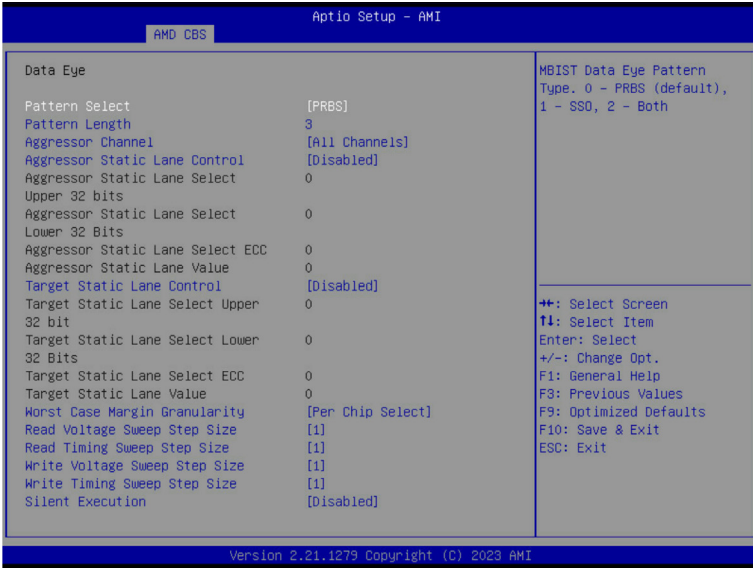 Aptio Setup - AMI
AMD CBS
Data Eye
Pattern Select [PRBS]
Pattern Length 3
Aggressor Channel [All Channels]
Aggressor Static Lane Control [Disabled]
Aggressor Static Lane Select 0
Upper 32 bits
Aggressor Static Lane Select 0
Lower 32 Bits
Aggressor Static Lane Select ECC 0
Aggressor Static Lane Value 0
Target Static Lane Control [Disabled]
Target Static Lane Select Upper 0
32 bit
Target Static Lane Select Lower 0
32 Bits
Target Static Lane Select ECC 0
Target Static Lane Value 0
Worst Case Margin Granularity [Per Chip Select]
Read Voltage Sweep Step Size [1]
Read Timing Sweep Step Size [1]
Write Voltage Sweep Step Size [1]
Write Timing Sweep Step Size [1]
Silent Execution [Disabled]
MBIST Data Eye Pattern
Type. 0 - PRBS (default),
1 - SSO, 2 - Both
→←: Select Screen
↑↓: Select Item
Enter: Select
+/-: Change Opt.
F1: General Help
F3: Previous Values
F9: Optimized Defaults
F10: Save & Exit
ESC: Exit
Version 2.21.1279 Copyright (C) 2023 AMI